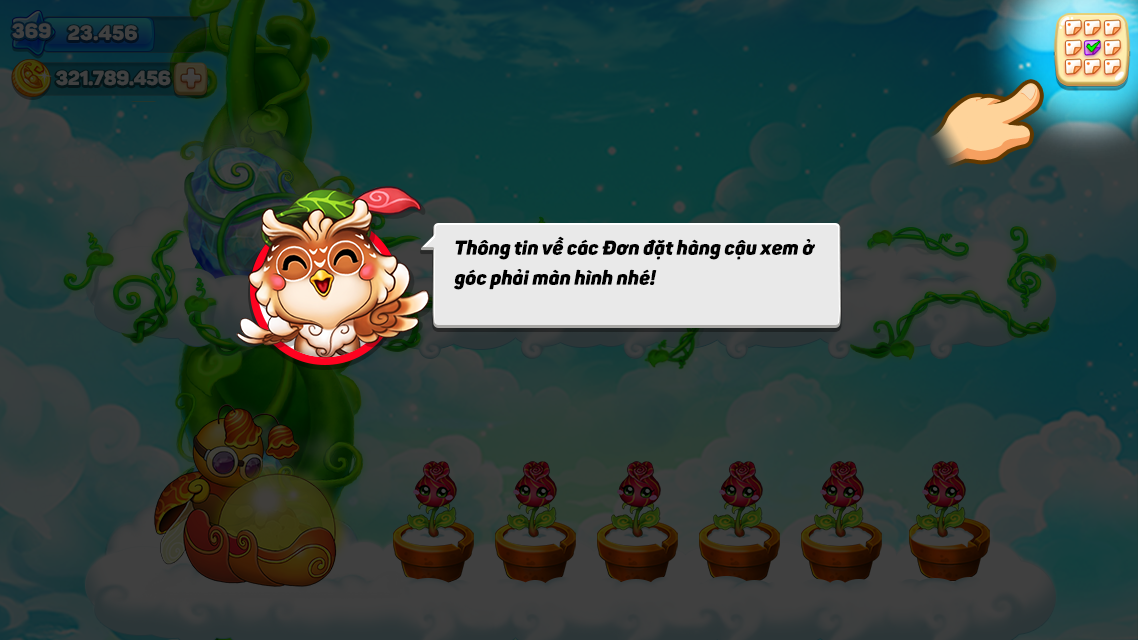 369 23.456
321.789.456
Thông tin về các Đơn đặt hàng cậu xem ở
góc phải màn hình nhé!